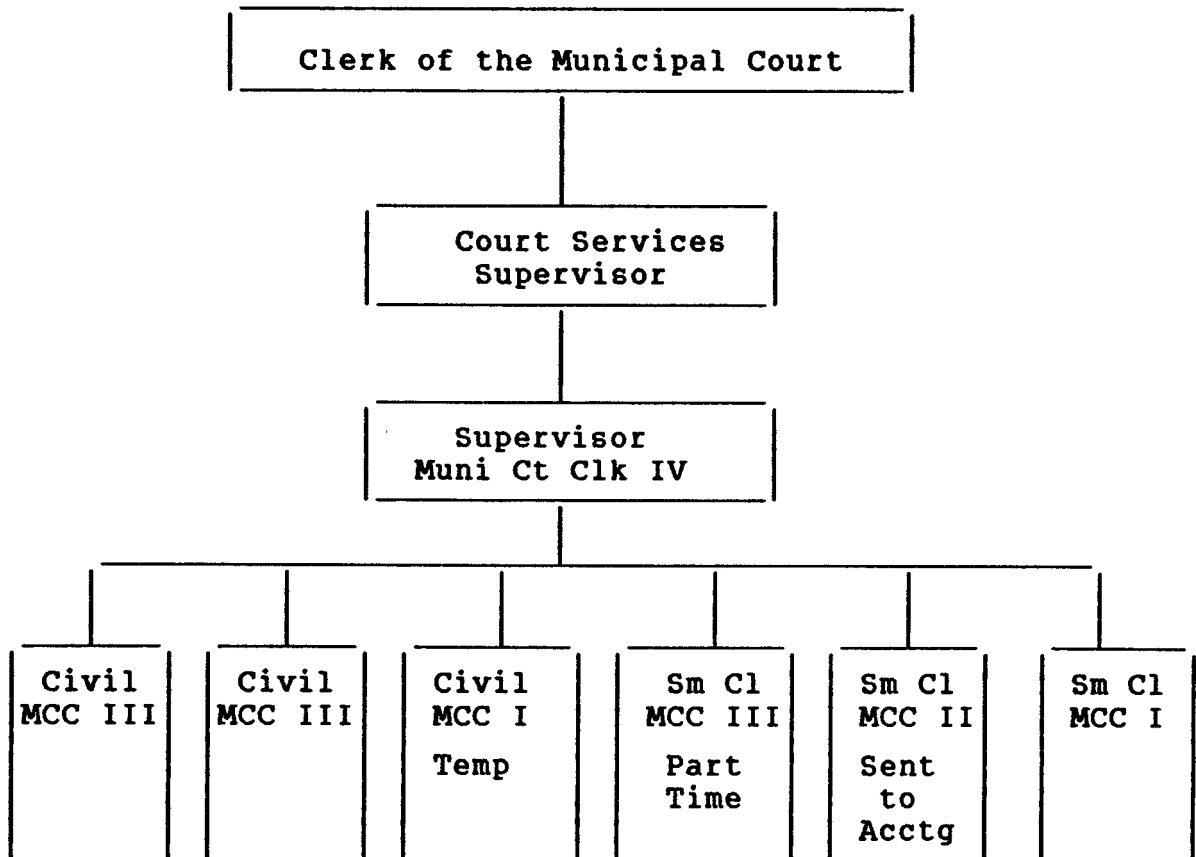 Clerk of the Municipal Court
Court Services
Supervisor
Supervisor
Muni Ct Clk IV
Civil
MCC III
Civil
MCC III
Civil
MCC I
Temp
Sm Cl
MCC III
Part
Time
Sm Cl
MCC II
Sent
to
Acctg
Sm Cl
MCC I